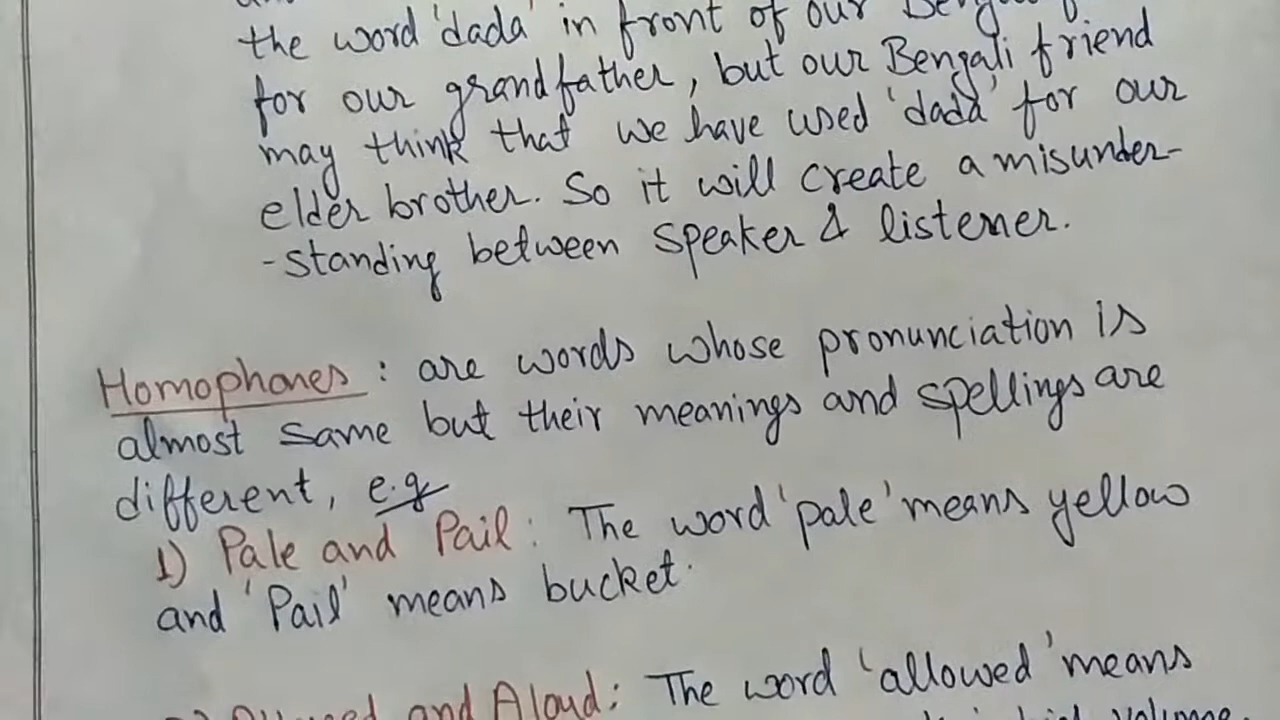 the word 'dada' in front of our
for our grandfather, but our Bengali friend
may think that we have used 'dada' for our
elder brother. So it will create a misunder-
-standing between speaker & listener.
Homophones : are words whose pronunciation is
almost same but their meanings and spellings are
different, e.g
1) Pale and Pail : The word 'pale' means yellow
and 'Pail' means bucket.
and Aloud : The word 'allowed' means
volume.